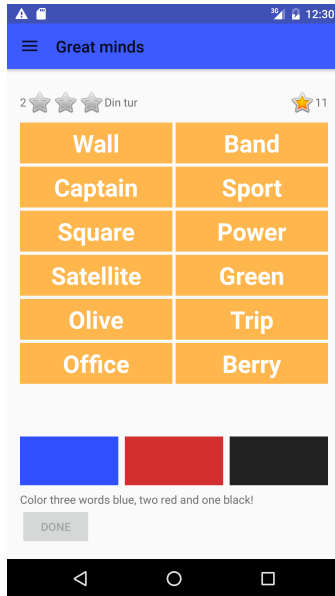 3G 12:30
Great minds
2 Din tur 11
Wall Band
Captain Sport
Square Power
Satellite Green
Olive Trip
Office Berry
Color three words blue, two red and one black!
DONE